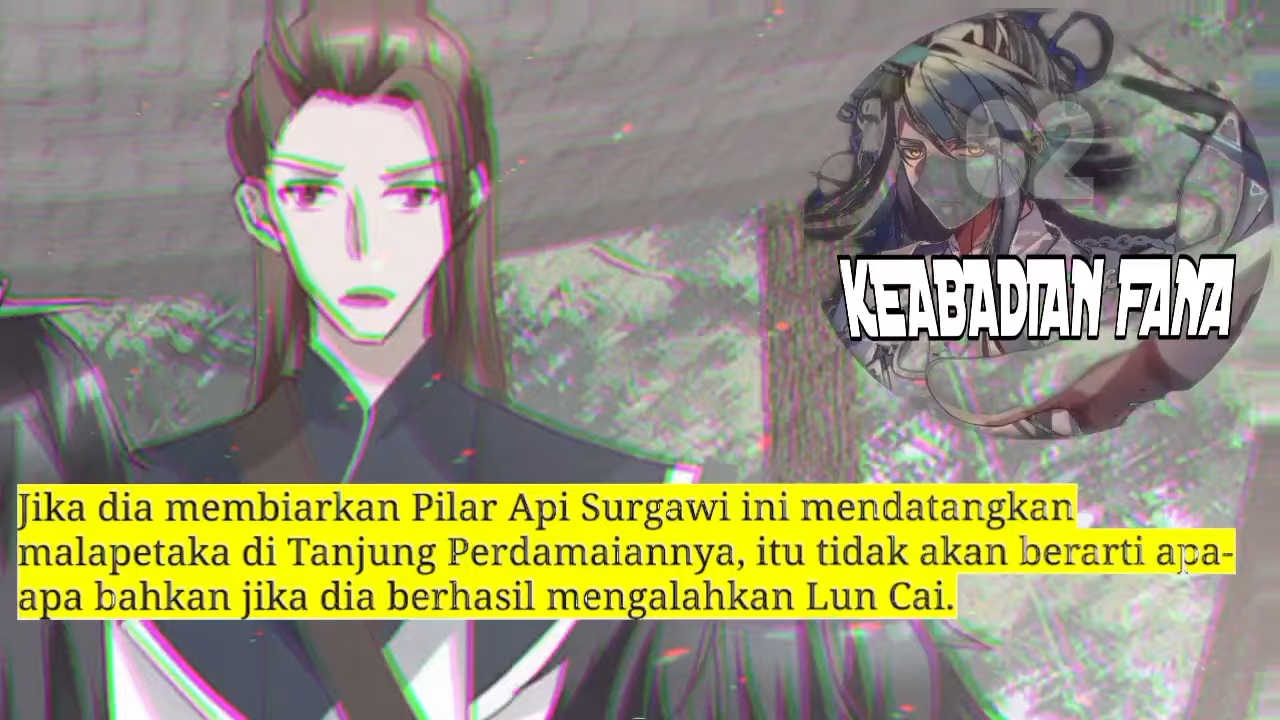 82
KEABADIAN FANA
Jika dia membiarkan Pilar Api Surgawi ini mendatangkan
malapetaka di Tanjung Perdamaiannya, itu tidak akan berarti apa-
apa bahkan jika dia berhasil mengalahkan Lun Cai.